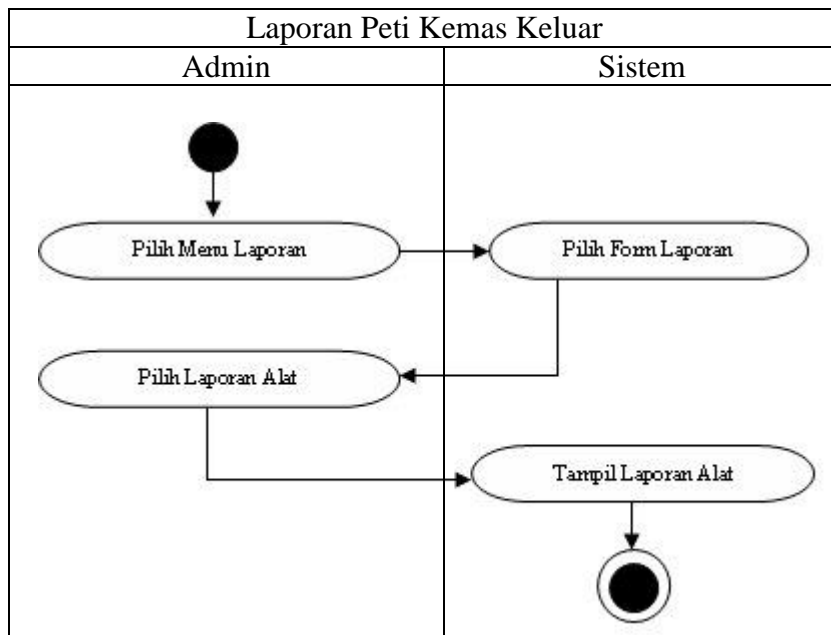 Laporan Peti Kemas Keluar
Admin
Sistem
Pilih Menu Laporan
Pilih Form Laporan
Pilih Laporan Alat
Tampil Laporan Alat